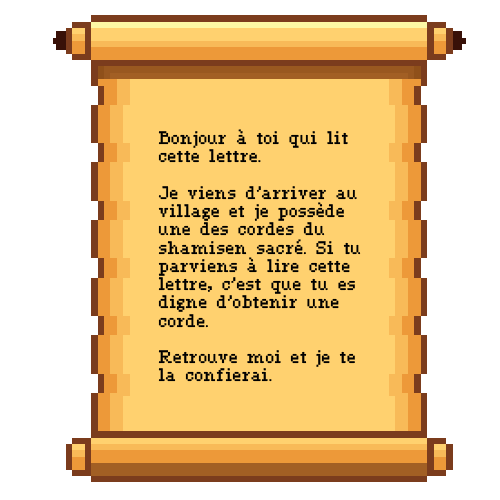 Bonjour à toi qui lit
cette lettre.
Je viens d'arriver au
village et je possède
une des cordes du
shamisen sacré. Si tu
parviens à lire cette
lettre, c'est que tu es
digne d'obtenir une
corde.
Retrouve moi et je te
la confierai.